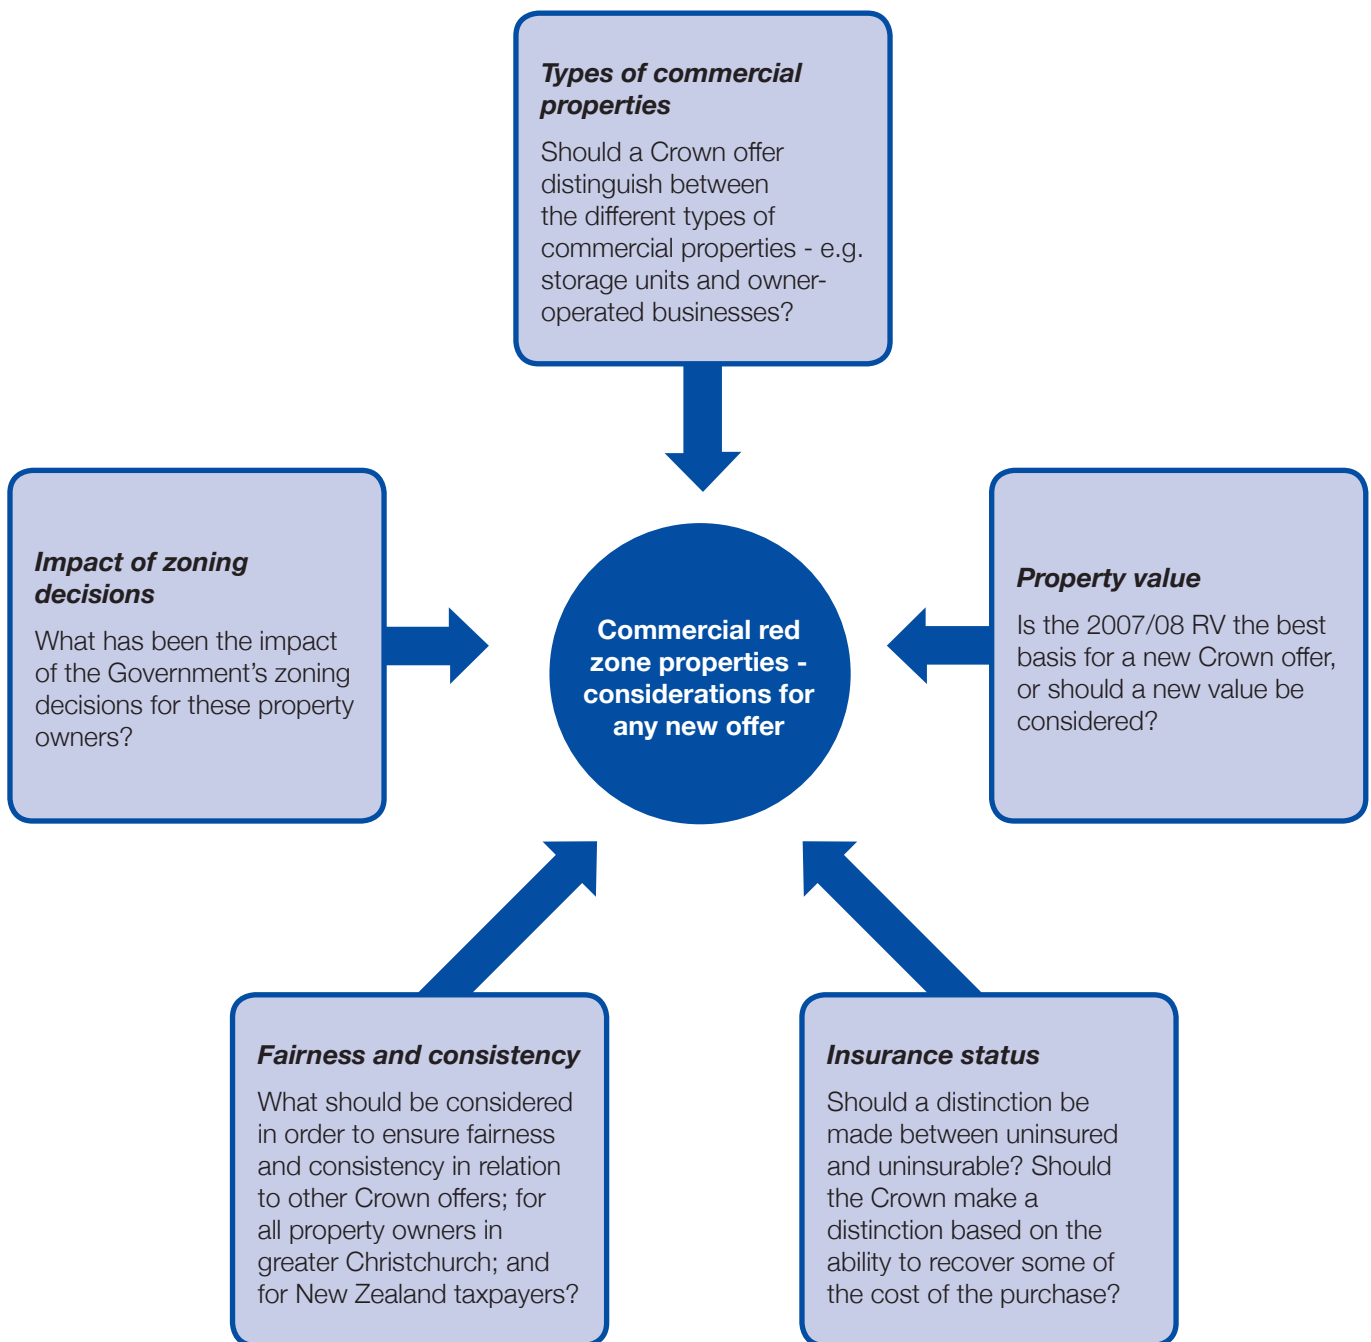 Types of commercial
properties
Should a Crown offer
distinguish between
the different types of
commercial properties - e.g.
storage units and owner-
operated businesses?
Impact of zoning
decisions
What has been the impact
of the Government’s zoning
decisions for these property
owners?
Commercial red
zone properties -
considerations for
any new offer
Property value
Is the 2007/08 RV the best
basis for a new Crown offer,
or should a new value be
considered?
Fairness and consistency
What should be considered
in order to ensure fairness
and consistency in relation
to other Crown offers; for
all property owners in
greater Christchurch; and
for New Zealand taxpayers?
Insurance status
Should a distinction be
made between uninsured
and uninsurable? Should
the Crown make a
distinction based on the
ability to recover some of
the cost of the purchase?